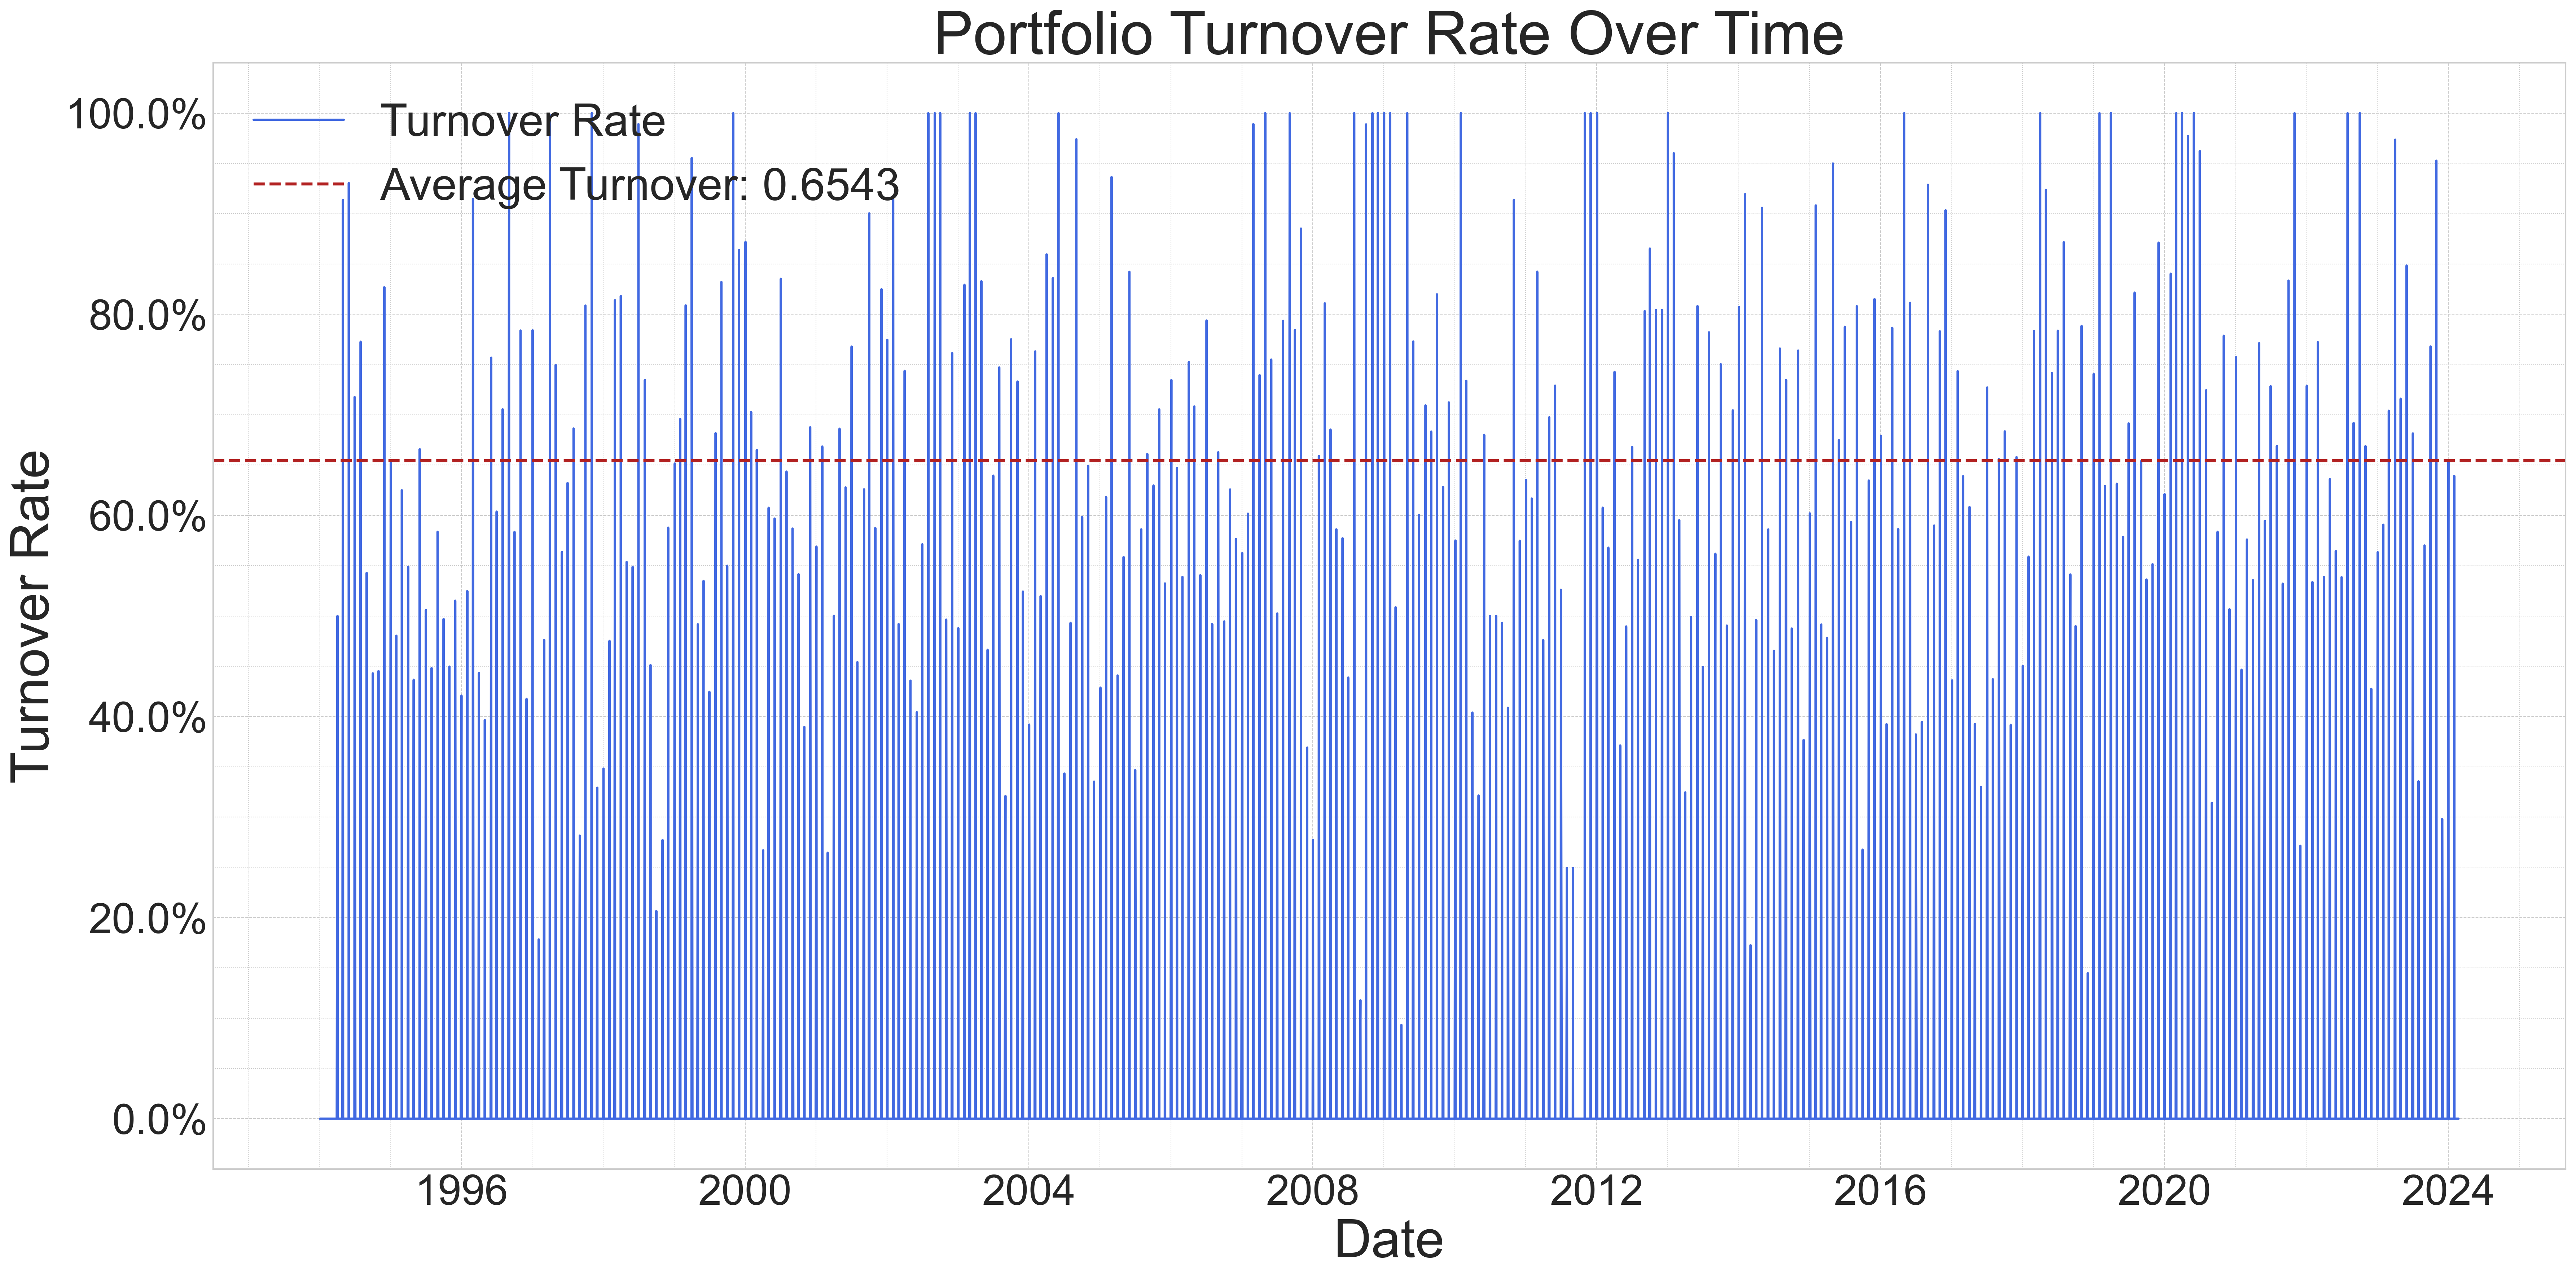 Portfolio Turnover Rate Over Time
Turnover Rate
Average Turnover: 0.6543
100.0%
80.0%
60.0%
40.0%
20.0%
0.0%
Turnover Rate
1996 2000 2004 2008 2012 2016 2020 2024
Date